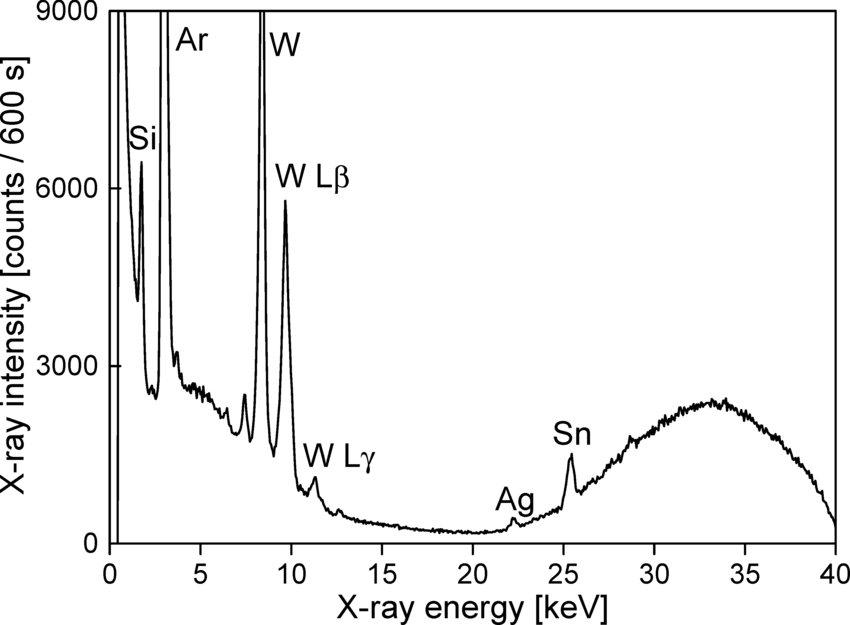 9000
Ar
W
Si
6000
W Lβ
3000
W Lγ
Sn
Ag
0
0 5 10 15 20 25 30 35 40
X-ray energy [keV]
X-ray intensity [counts / 600 s]